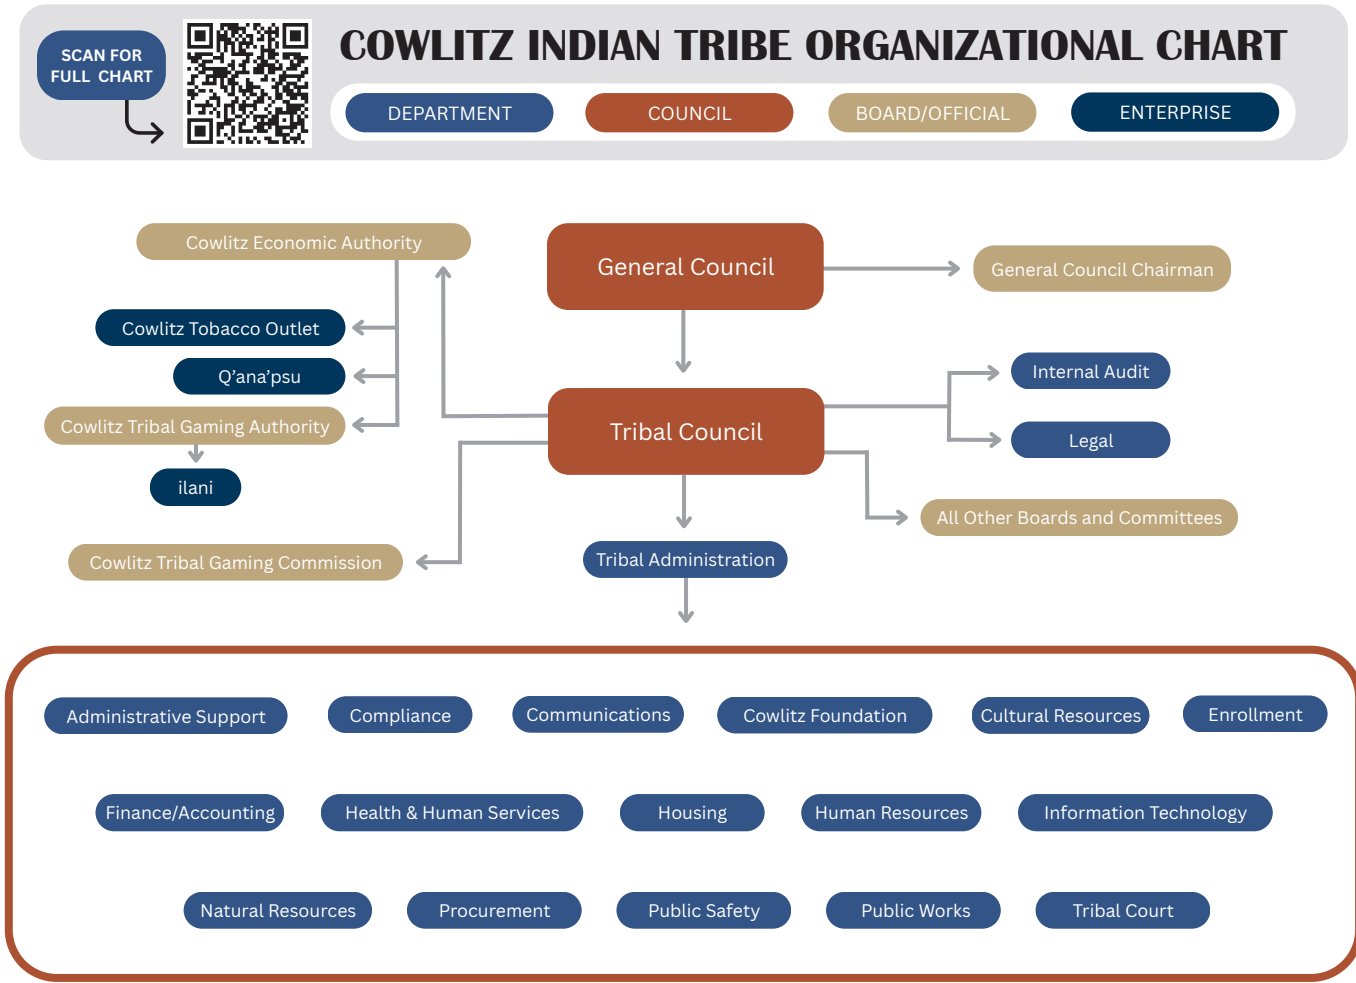 SCAN FOR
FULL CHART
COWLITZ INDIAN TRIBE ORGANIZATIONAL CHART
DEPARTMENT
COUNCIL
BOARD/OFFICIAL
ENTERPRISE
Cowlitz Economic Authority
General Council
General Council Chairman
Cowlitz Tobacco Outlet
Q’ana’psu
Cowlitz Tribal Gaming Authority
ilani
Cowlitz Tribal Gaming Commission
Tribal Council
Internal Audit
Legal
All Other Boards and Committees
Tribal Administration
Administrative Support
Compliance
Communications
Cowlitz Foundation
Cultural Resources
Enrollment
Finance/Accounting
Health & Human Services
Housing
Human Resources
Information Technology
Natural Resources
Procurement
Public Safety
Public Works
Tribal Court